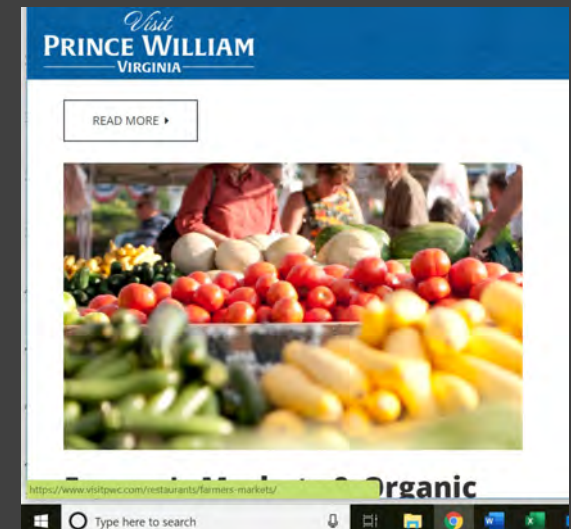 Visit
PRINCE WILLIAM
VIRGINIA
READ MORE
Organic
https://www.visitpwc.com/restaurants/farmers-markets/
Type here to search